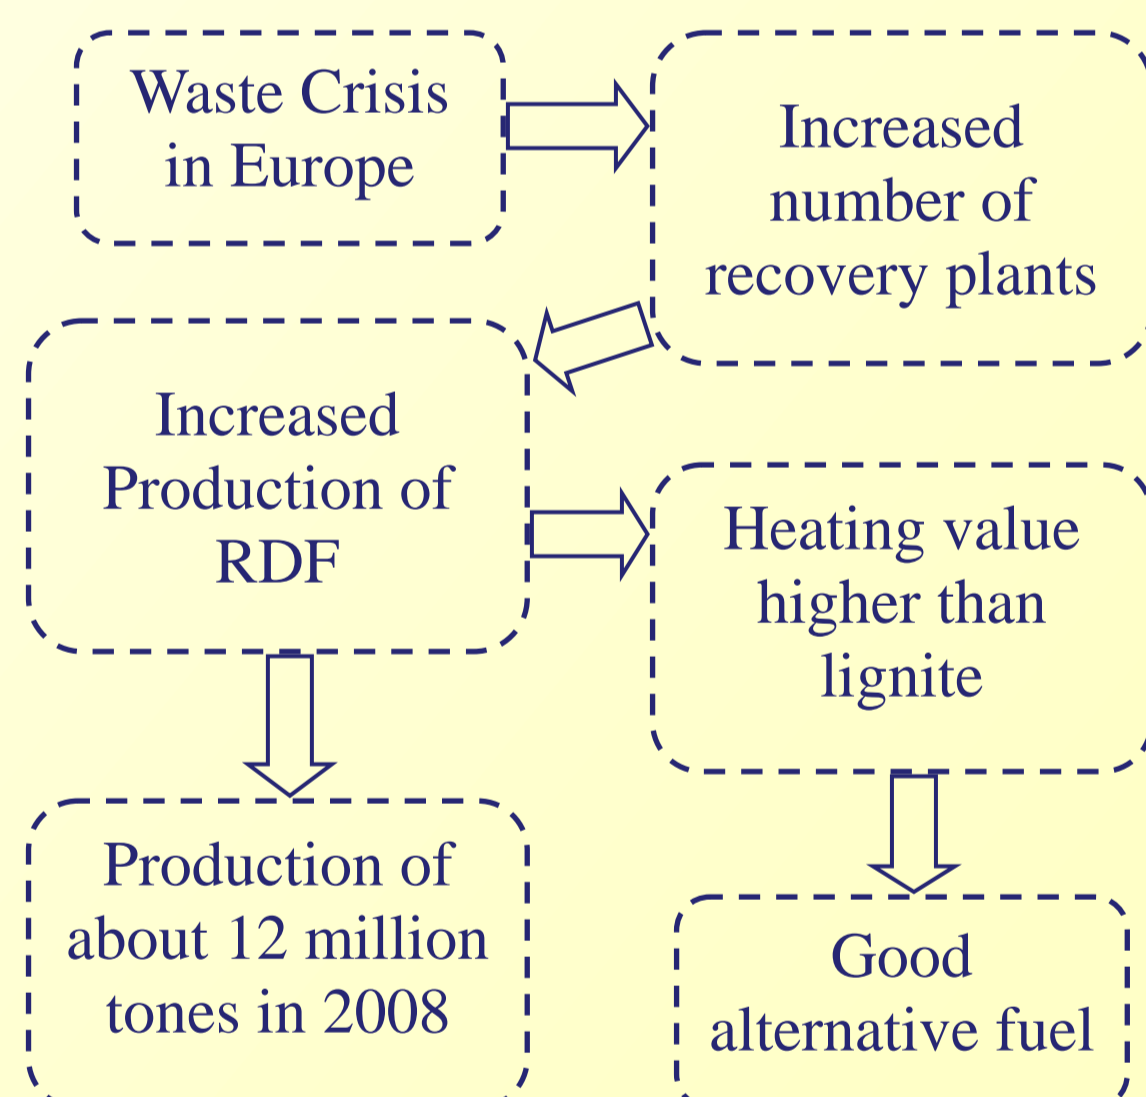 Waste Crisis
in Europe
Increased
number of
recovery plants
Increased
Production of
RDF
Heating value
higher than
lignite
Production of
about 12 million
tones in 2008
Good
alternative fuel